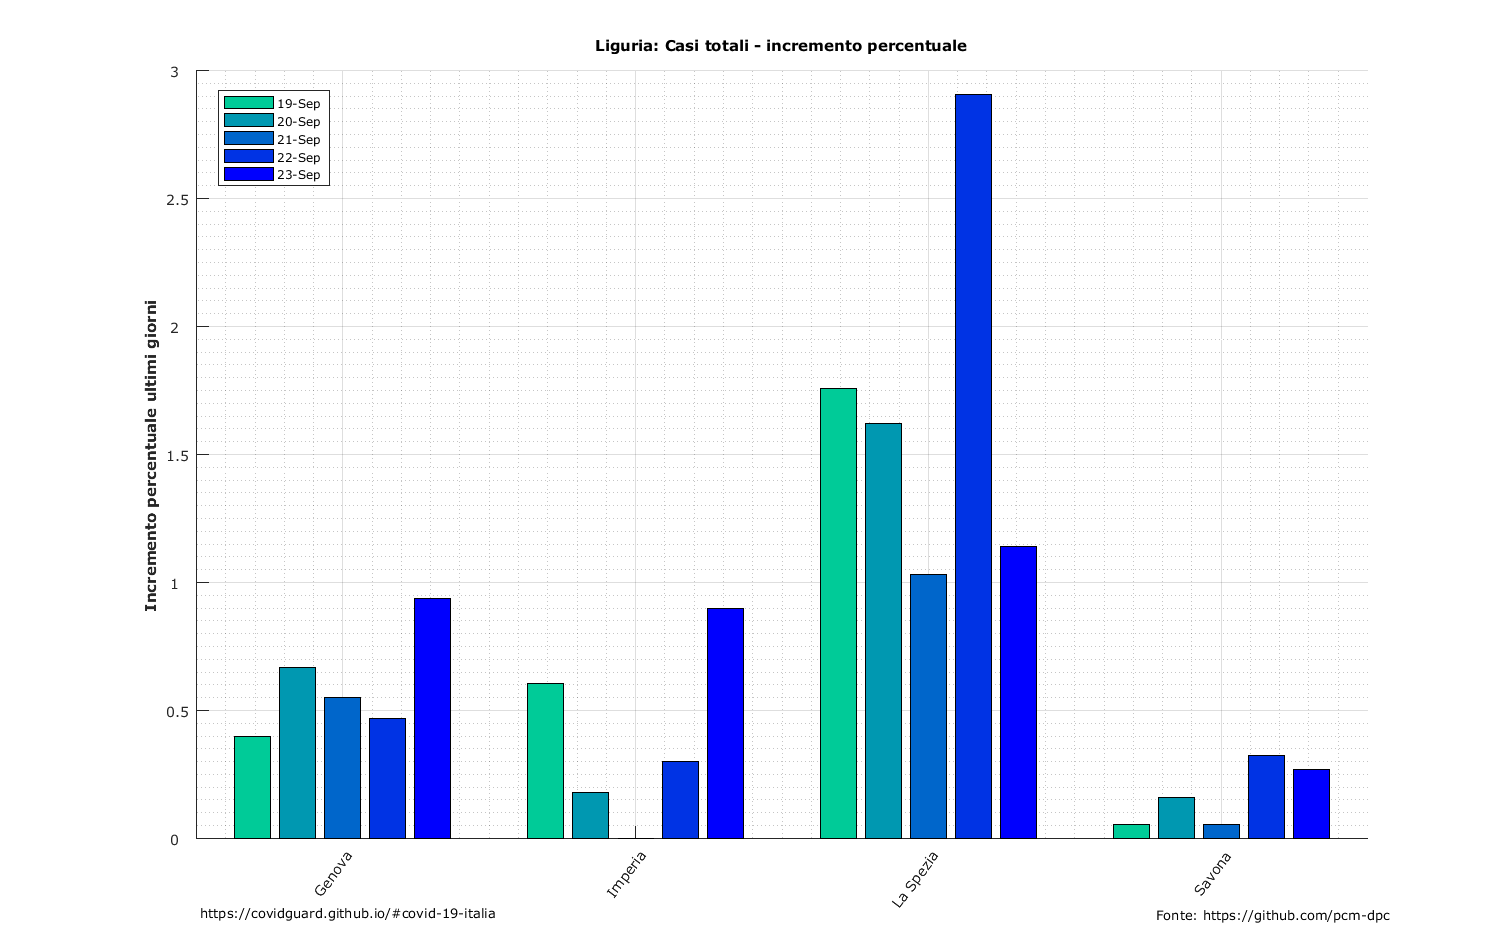 Liguria: Casi totali - incremento percentuale
3
2.5
2
1.5
1
0.5
0
Incremento percentuale ultimi giorni
19-Sep
20-Sep
21-Sep
22-Sep
23-Sep
Genova
Imperia
La Spezia
Savona
https://covidguard.github.io/#covid-19-italia
Fonte: https://github.com/pcm-dpc